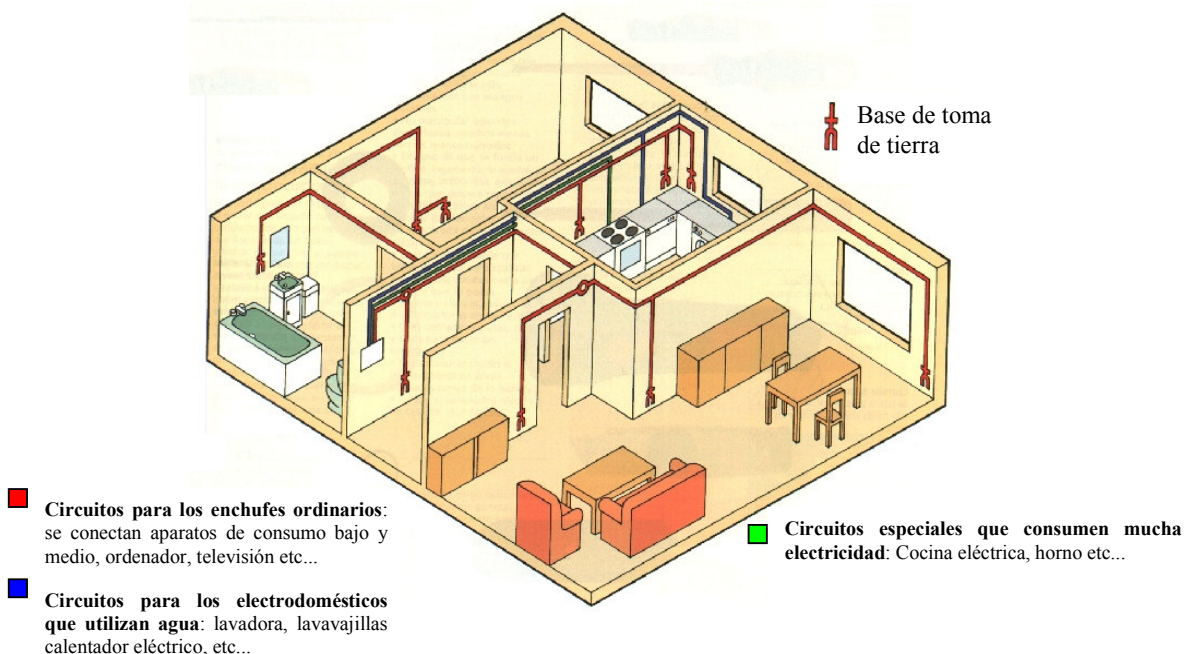 Base de toma
de tierra
Circuitos para los enchufes ordinarios:
se conectan aparatos de consumo bajo y
medio, ordenador, televisión etc...
Circuitos para los electrodomésticos
que utilizan agua: lavadora, lavavajillas
calentador eléctrico, etc...
Circuitos especiales que consumen mucha
electricidad: Cocina eléctrica, horno etc...